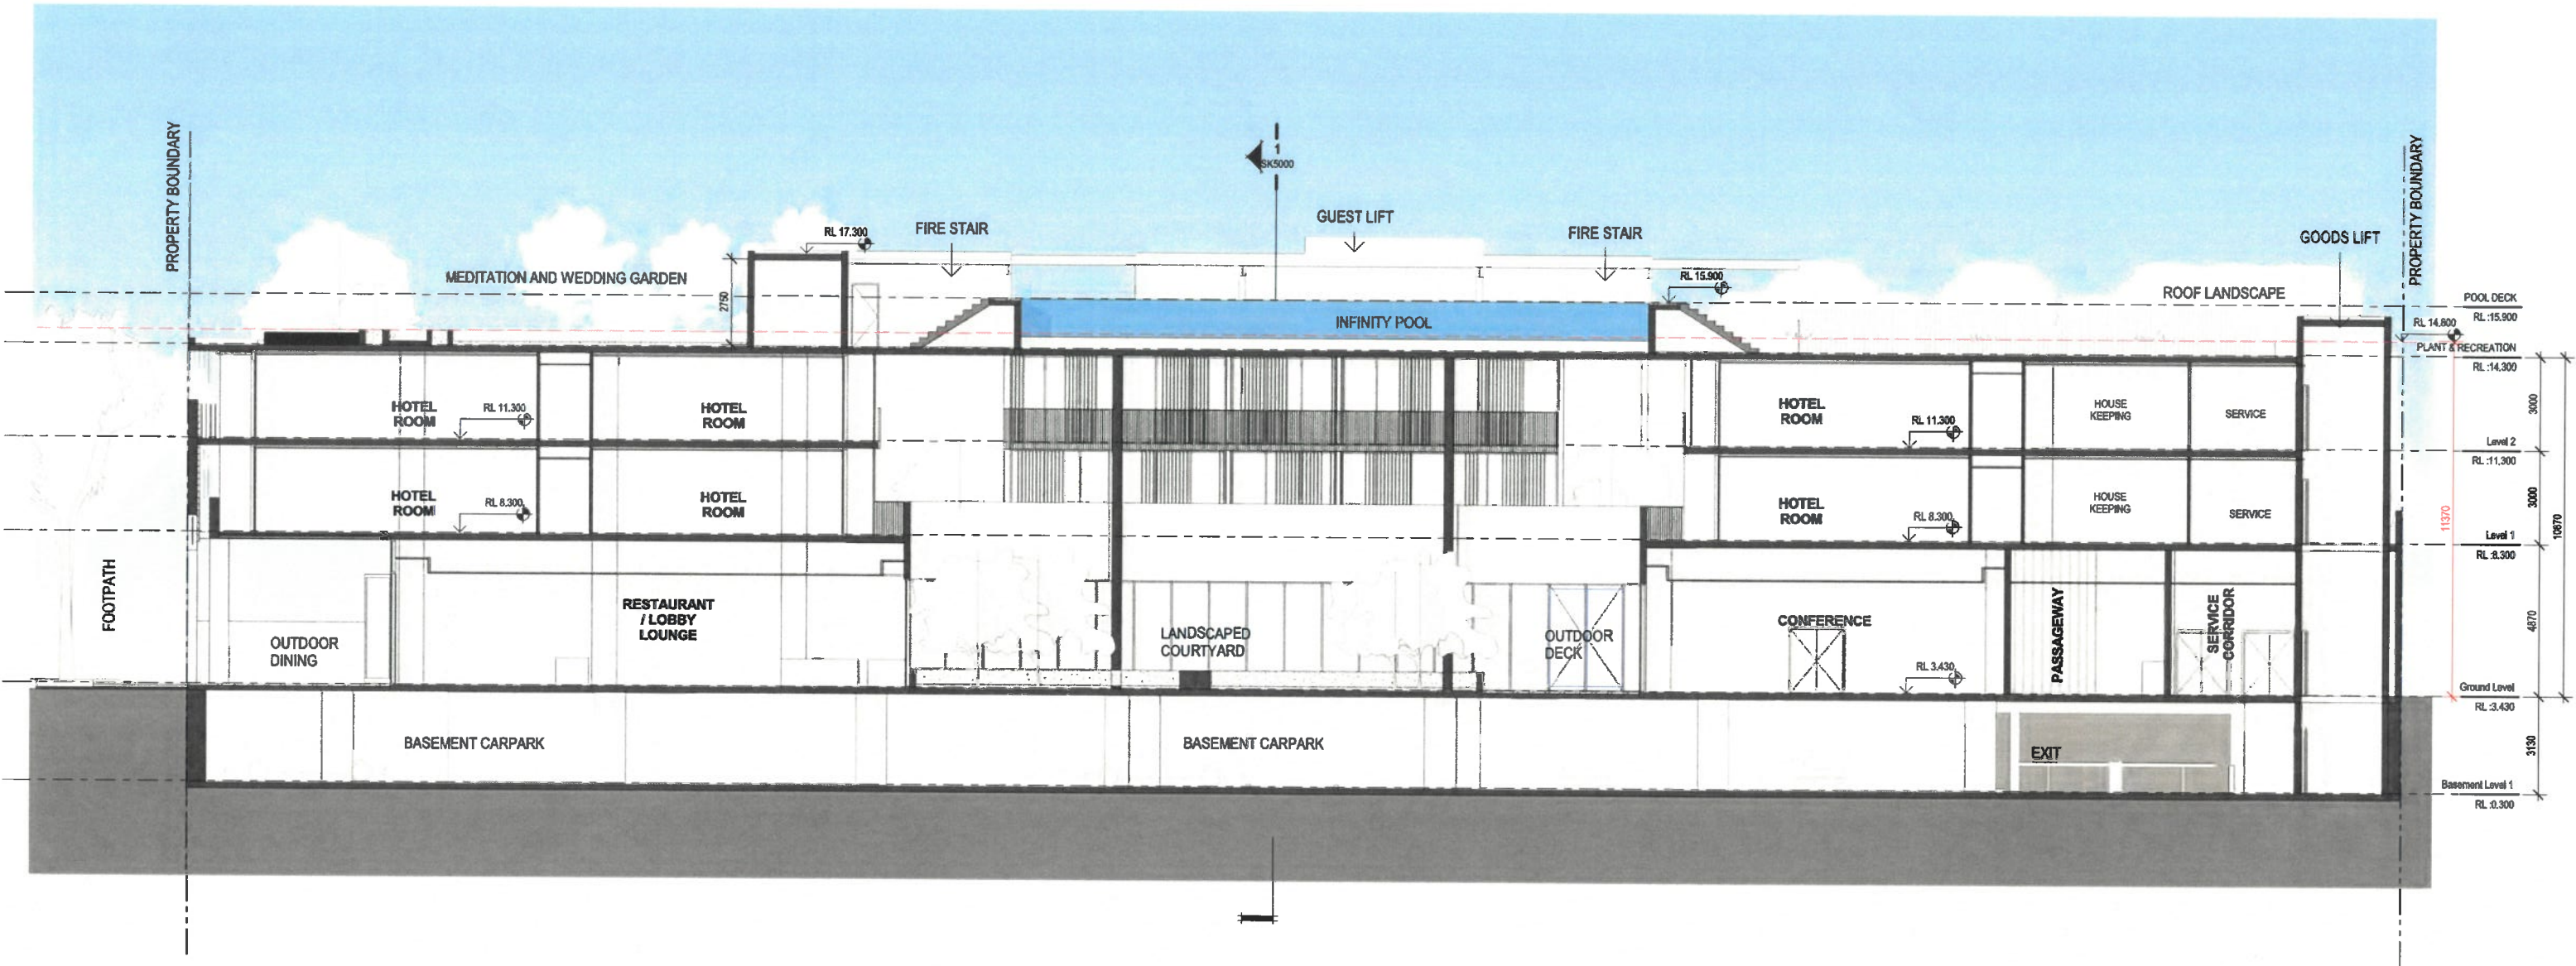 PROPERTY BOUNDARY
PROPERTY BOUNDARY
1
SK5000
GUEST LIFT
FIRE STAIR
FIRE STAIR
RL 17.300
GOODS LIFT
MEDITATION AND WEDDING GARDEN
2750
RL 15.900
ROOF LANDSCAPE
POOL DECK
RL :15.900
INFINITY POOL
RL 14.800
PLANT & RECREATION
RL :14.300
HOTEL
ROOM
RL 11.300
HOTEL
ROOM
HOTEL
ROOM
RL 11.300
HOUSE
KEEPING
SERVICE
3000
Level 2
RL :11.300
HOTEL
ROOM
RL 8.300
HOTEL
ROOM
HOTEL
ROOM
RL 8.300
HOUSE
KEEPING
SERVICE
3000
11370
10870
Level 1
RL :8.300
FOOTPATH
OUTDOOR
DINING
RESTAURANT
/ LOBBY
LOUNGE
LANDSCAPED
COURTYARD
OUTDOOR
DECK
CONFERENCE
RL 3.430
PASSAGEWAY
SERVICE
CORRIDOR
4870
Ground Level
RL :3.430
BASEMENT CARPARK
BASEMENT CARPARK
EXIT
3130
Basement Level 1
RL :0.300